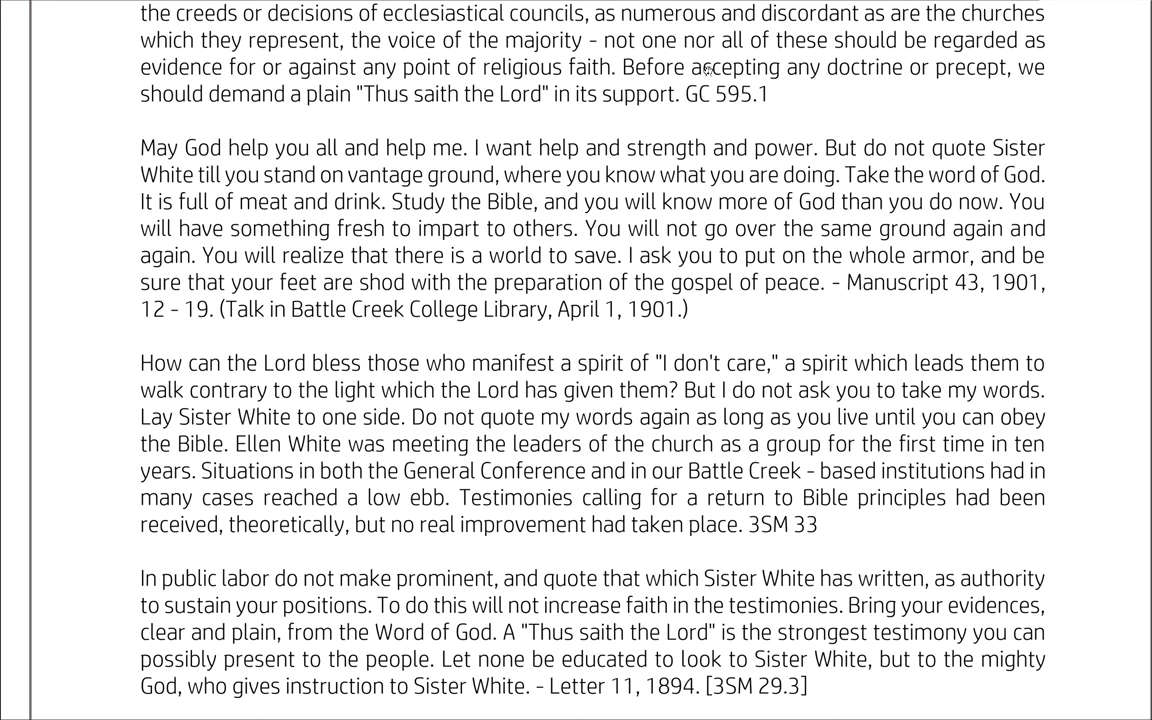 the creeds or decisions of ecclesiastical councils, as numerous and discordant as are the churches
which they represent, the voice of the majority - not one nor all of these should be regarded as
evidence for or against any point of religious faith. Before accepting any doctrine or precept, we
should demand a plain "Thus saith the Lord" in its support. GC 595.1
May God help you all and help me. I want help and strength and power. But do not quote Sister
White till you stand on vantage ground, where you know what you are doing. Take the word of God.
It is full of meat and drink. Study the Bible, and you will know more of God than you do now. You
will have something fresh to impart to others. You will not go over the same ground again and
again. You will realize that there is a world to save. I ask you to put on the whole armor, and be
sure that your feet are shod with the preparation of the gospel of peace. - Manuscript 43, 1901,
12 - 19. (Talk in Battle Creek College Library, April 1, 1901.)
How can the Lord bless those who manifest a spirit of "I don't care," a spirit which leads them to
walk contrary to the light which the Lord has given them? But I do not ask you to take my words.
Lay Sister White to one side. Do not quote my words again as long as you live until you can obey
the Bible. Ellen White was meeting the leaders of the church as a group for the first time in ten
years. Situations in both the General Conference and in our Battle Creek - based institutions had in
many cases reached a low ebb. Testimonies calling for a return to Bible principles had been
received, theoretically, but no real improvement had taken place. 3SM 33
In public labor do not make prominent, and quote that which Sister White has written, as authority
to sustain your positions. To do this will not increase faith in the testimonies. Bring your evidences,
clear and plain, from the Word of God. A "Thus saith the Lord" is the strongest testimony you can
possibly present to the people. Let none be educated to look to Sister White, but to the mighty
God, who gives instruction to Sister White. - Letter 11, 1894. [3SM 29.3]